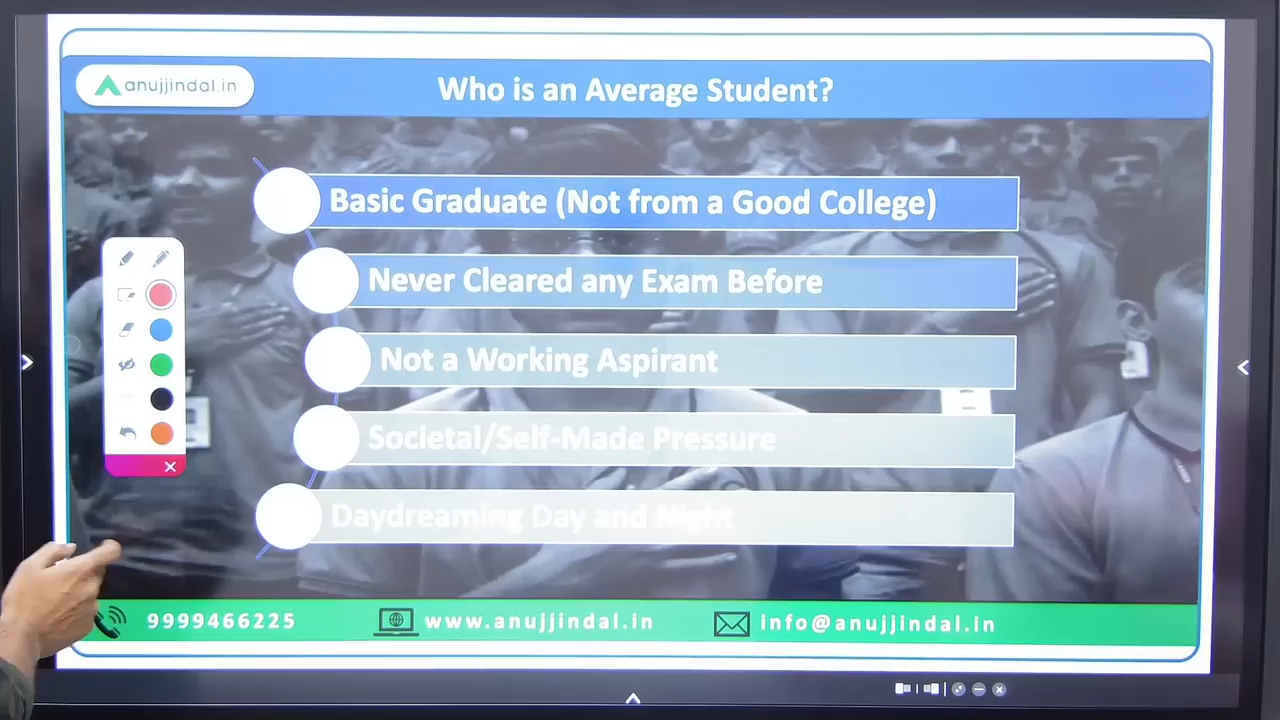 anujjindal.in
Who is an Average Student?
Basic Graduate (Not from a Good College)
Never Cleared any Exam Before
Not a Working Aspirant
Societal/Self-Made Pressure
Daydreaming Day and Night
9999466225
www.anujjindal.in
info@anujjindal.in